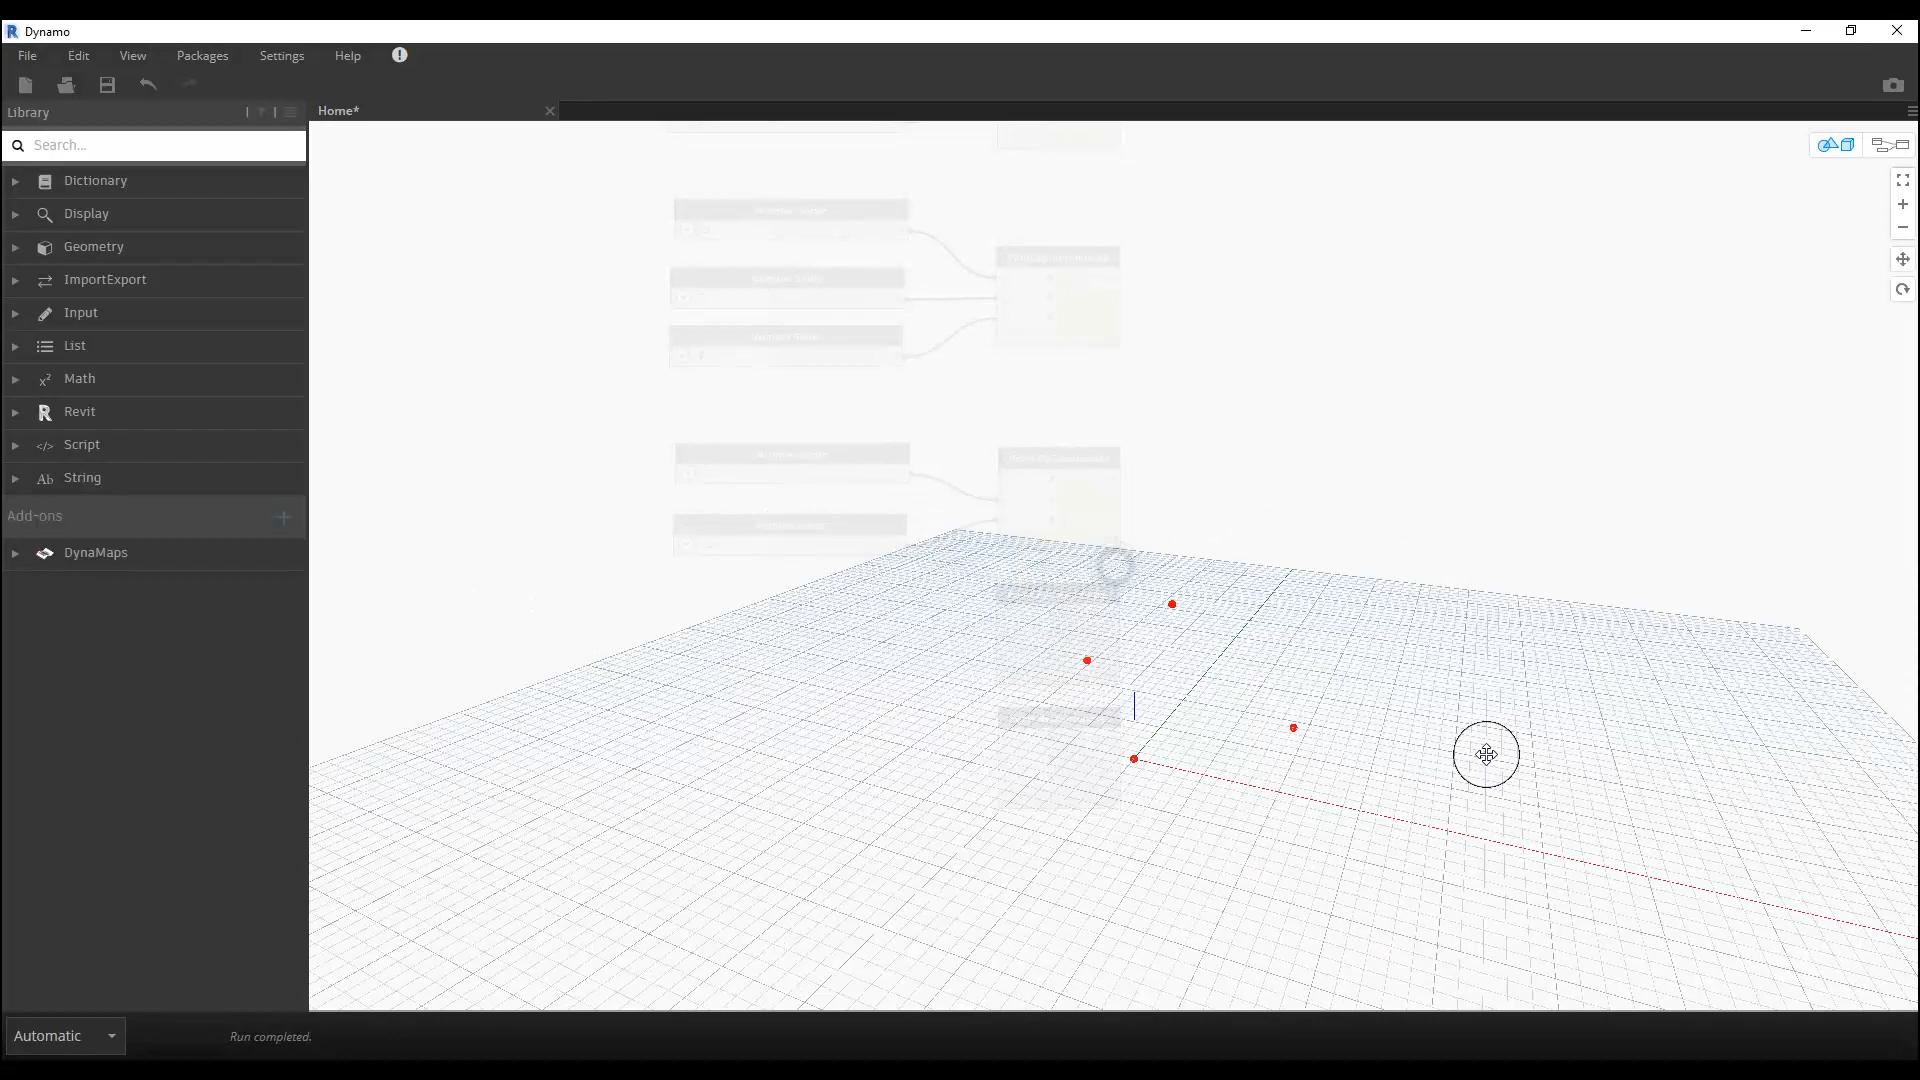 Dynamo
File Edit View Packages Settings Help
Library
Home*
Search...
Dictionary
Display
Geometry
ImportExport
Input
List
Math
Revit
Script
String
Add-ons
DynaMaps
Automatic
Run completed.